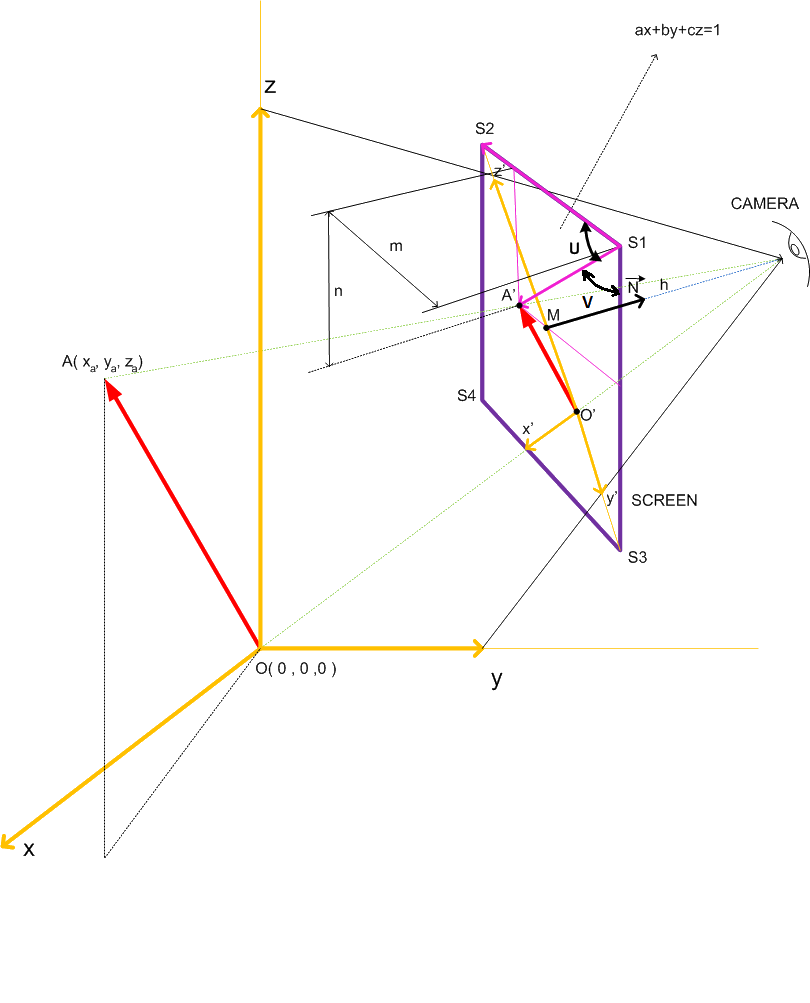 ax+by+cz=1
z
S2
z'
CAMERA
S1
m
U
N
h
n
A'
V
M
A( xa, ya, za)
S4
O'
x'
y'
SCREEN
S3
O( 0 , 0 ,0 )
y
x